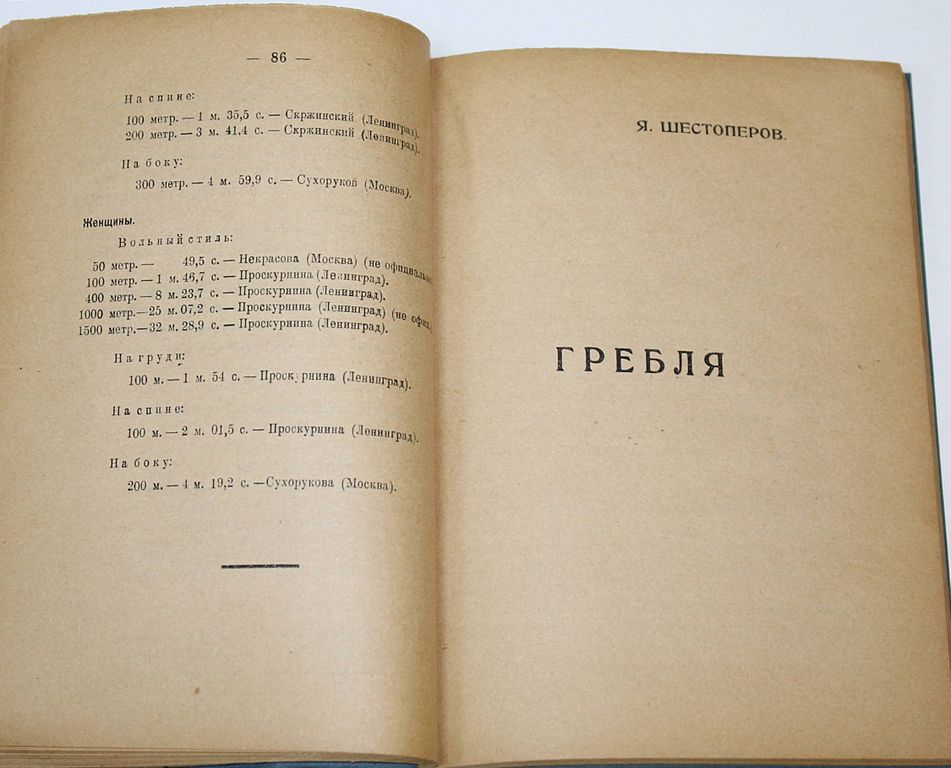 — 86 —
На спине:
100 метр. — 1 м. 35,5 с. — Скржинский (Ленинград).
200 метр. — 3 м. 41.4 с. — Скржинский (Ленинград).
На боку:
300 метр. — 4 м. 59,9 с. — Сухоруков (Москва).
Женщины.
Вольный стиль:
50 метр. — 49,5 с. — Некрасова (Москва) (не официально
100 метр. — 1 м. 46,7 с. — Проскурнина (Ленинград).
400 метр. — 8 м. 23,7 с. — Проскурнина (Ленинград).
1000 метр. — 25 м. 07,2 с. — Проскурнина (Ленинград) (не офиц.)
1500 метр. — 32 м. 28,9 с. — Проскурнина (Ленинград).
На груди:
100 м. — 1 м. 54 с. — Проскурнина (Ленинград).
На спине:
100 м. — 2 м. 01,5 с. — Проскурнина (Ленинград).
На боку:
200 м. — 4 м. 19,2 с. — Сухорукова (Москва).
Я. ШЕСТОПЕРОВ.
ГРЕБЛЯ